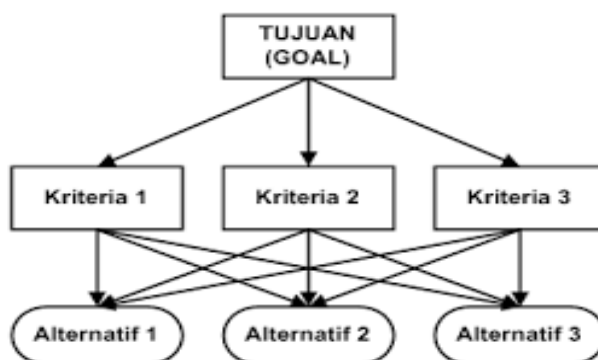 TUJUAN
(GOAL)
Kriteria 1
Kriteria 2
Kriteria 3
Alternatif 1
Alternatif 2
Alternatif 3